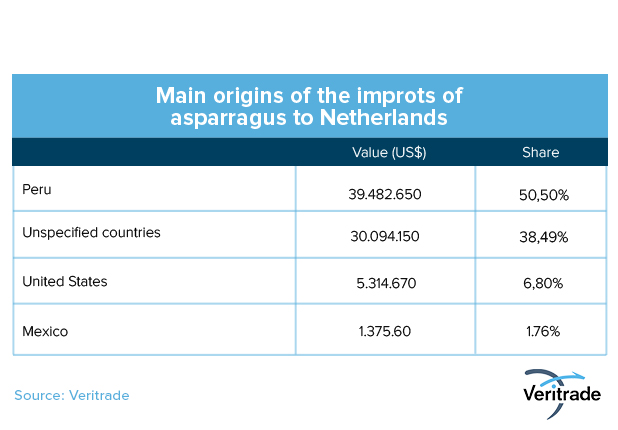 Main origins of the improts of
asparragus to Netherlands
Value (US$) Share
Peru 39.482.650 50,50%
Unspecified countries 30.094.150 38,49%
United States 5.314.670 6,80%
Mexico 1.375.60 1.76%
Source: Veritrade
Veritrade